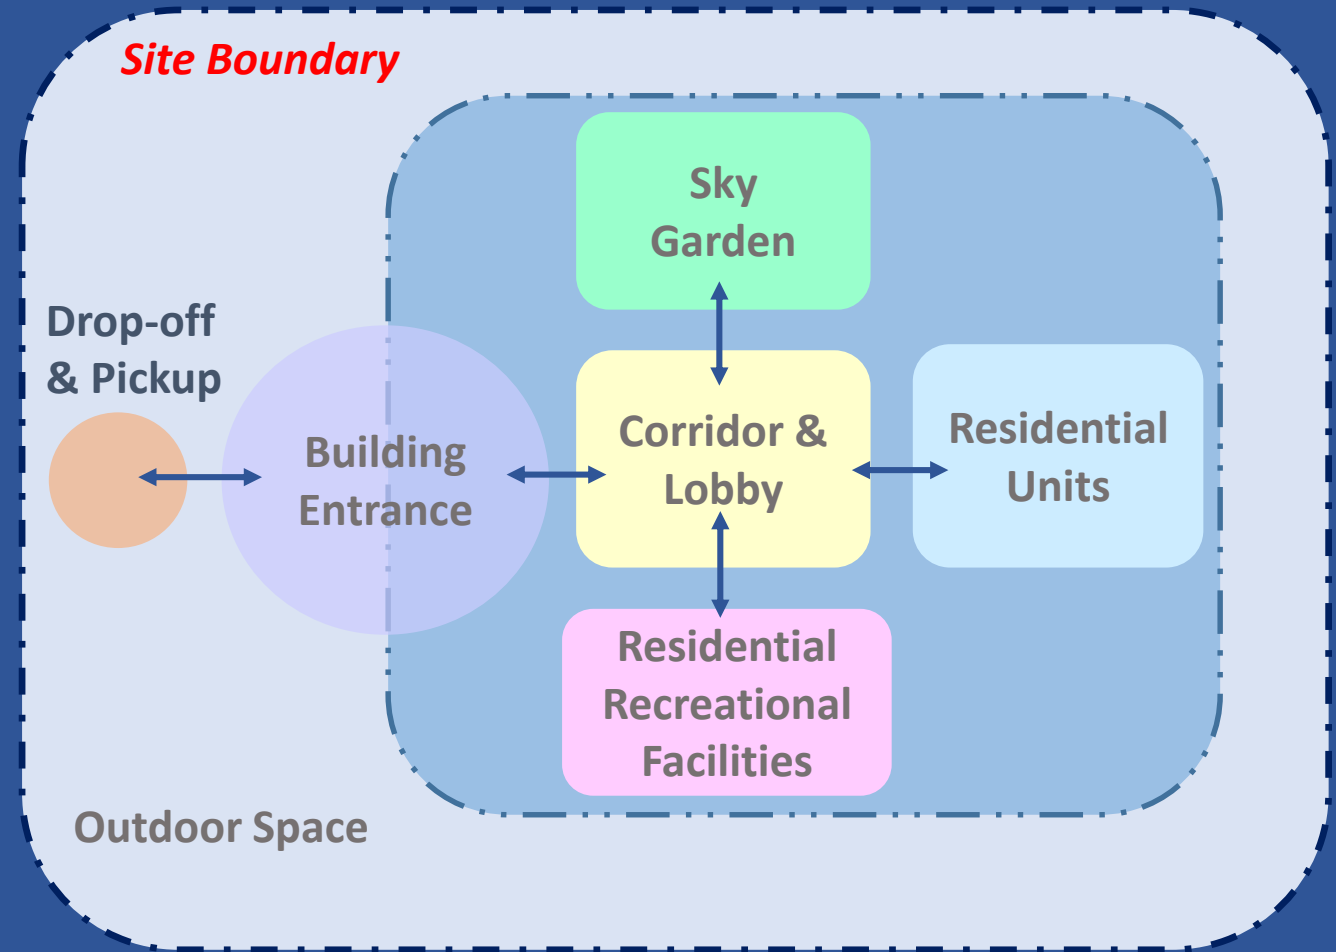 Site Boundary
Sky
Garden
Drop-off
& Pickup
Building
Entrance
Corridor &
Lobby
Residential
Units
Residential
Recreational
Facilities
Outdoor Space